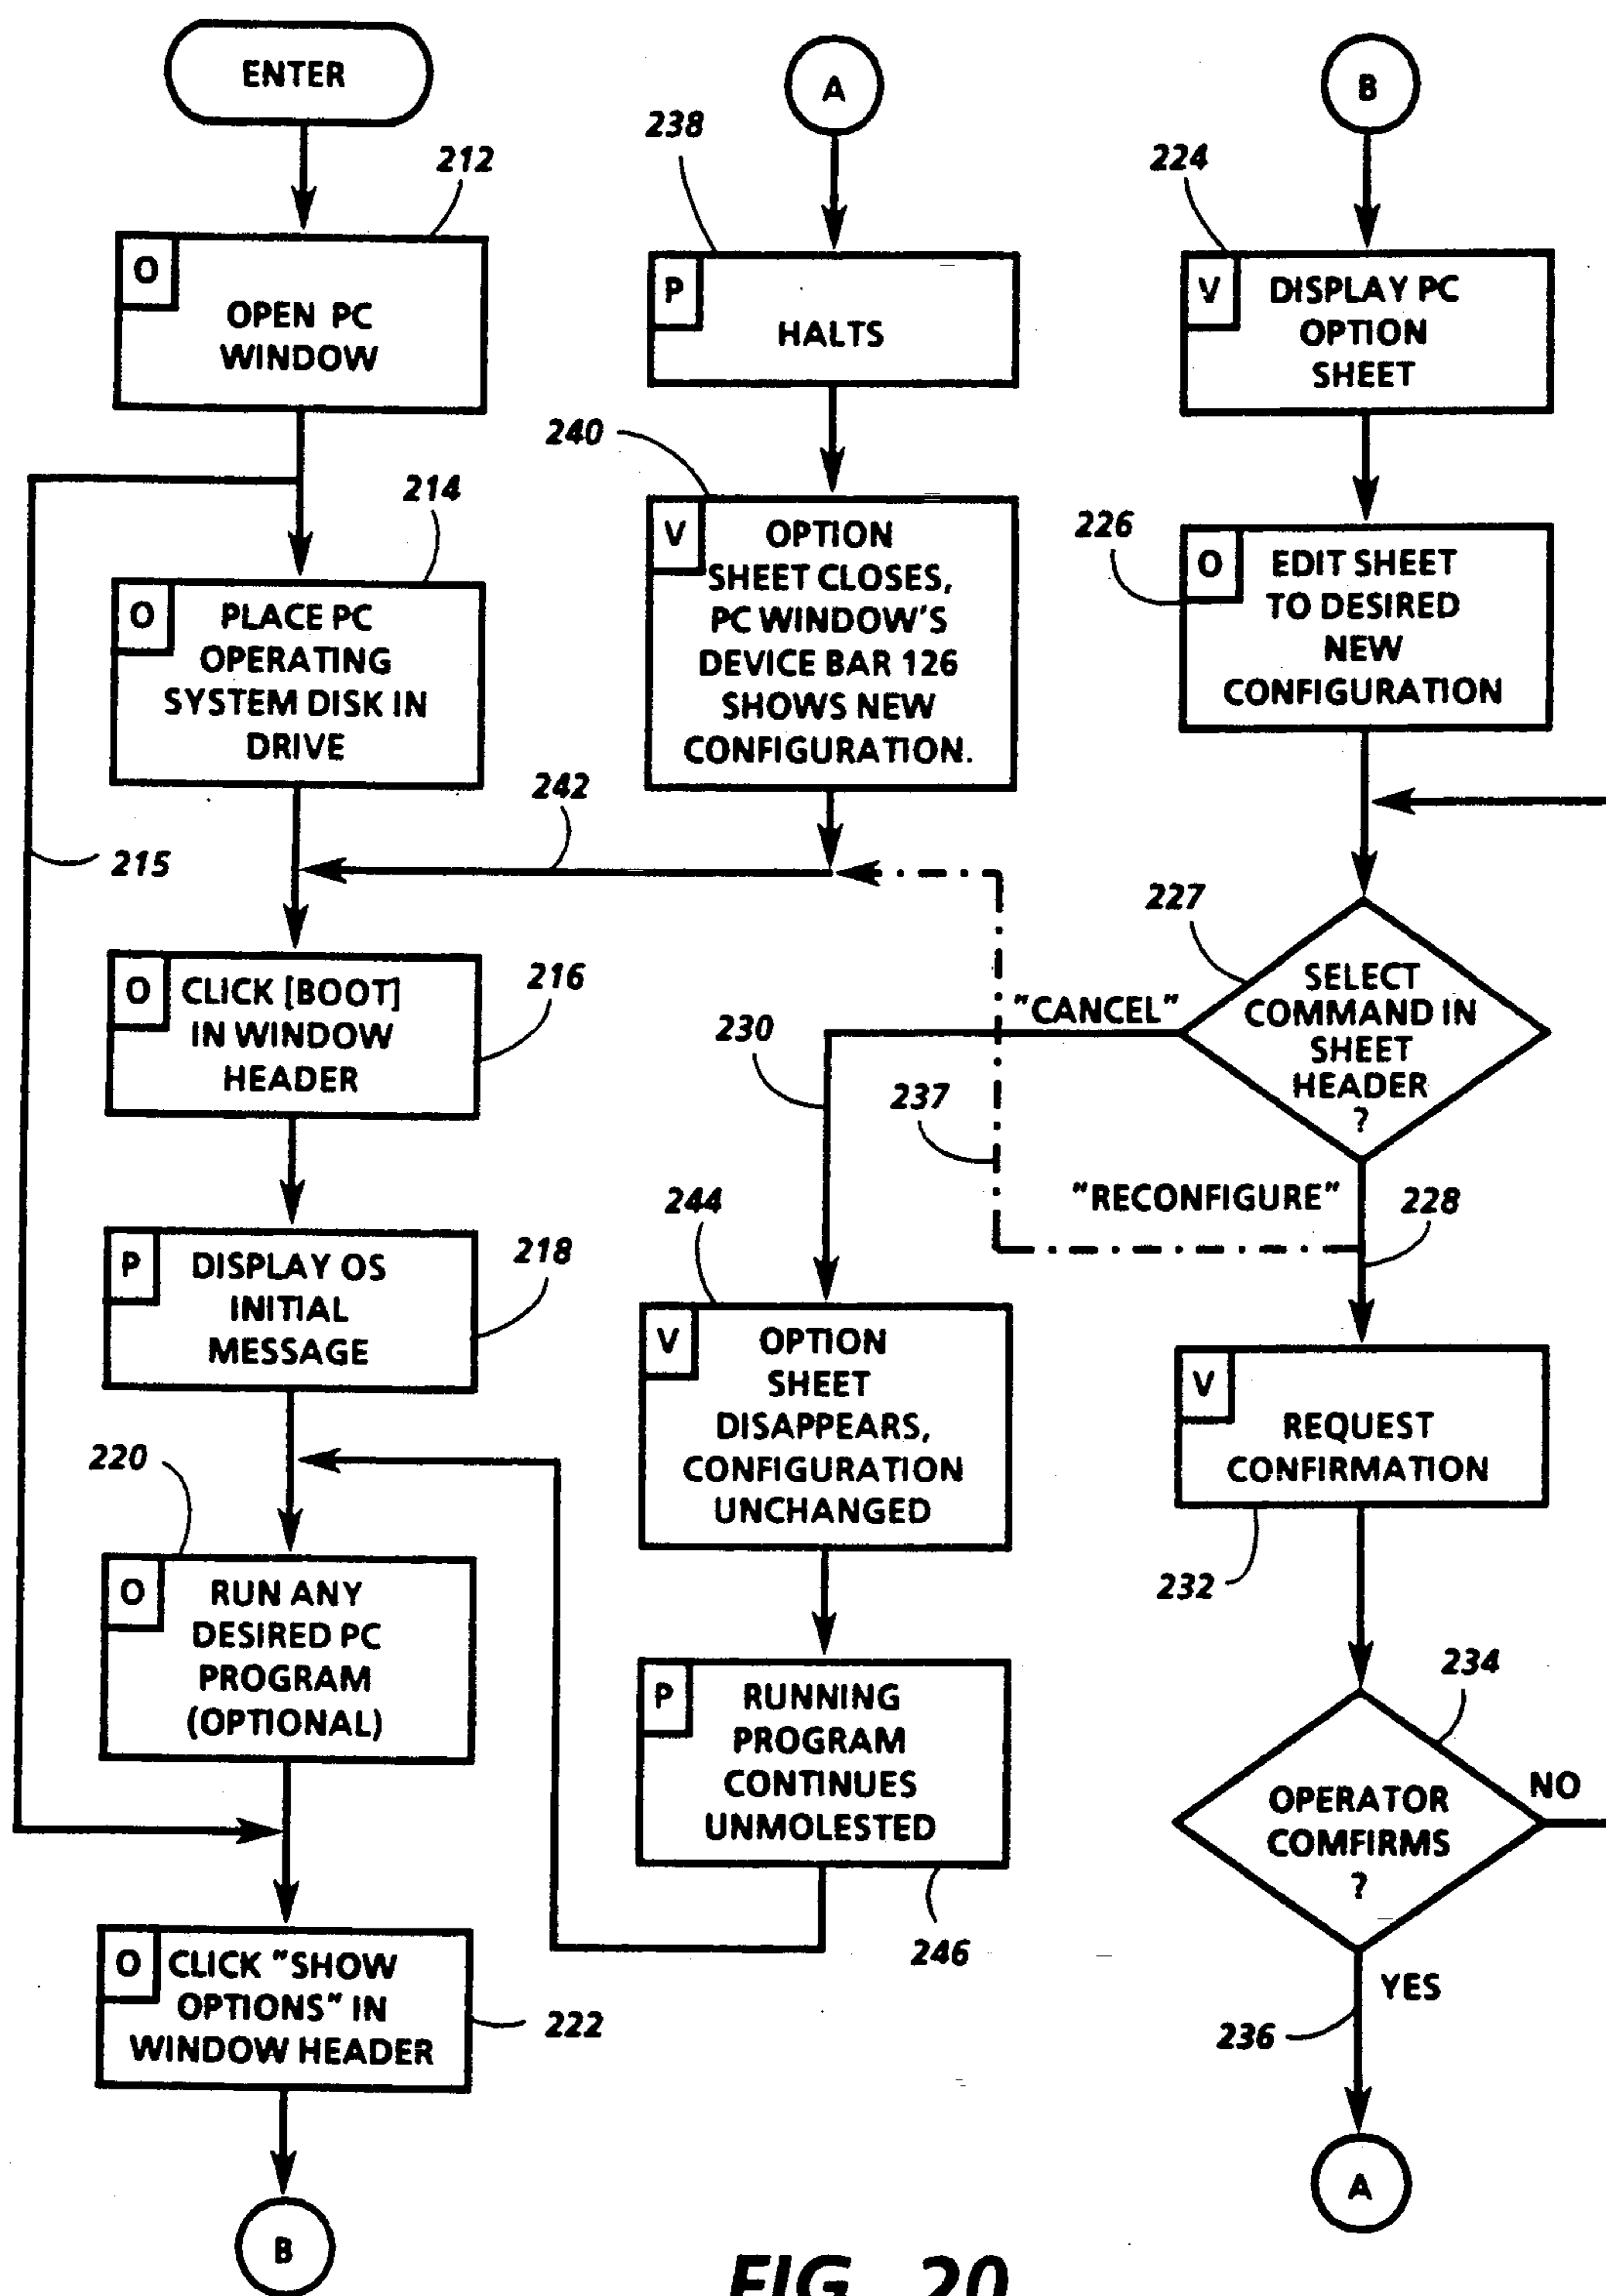 ENTER
212
O
OPEN PC
WINDOW
214
O
PLACE PC
OPERATING
SYSTEM DISK IN
DRIVE
215
O
CLICK [BOOT]
IN WINDOW
HEADER
216
P
DISPLAY OS
INITIAL
MESSAGE
218
220
O
RUN ANY
DESIRED PC
PROGRAM
(OPTIONAL)
O
CLICK "SHOW
OPTIONS" IN
WINDOW HEADER
222
B
A
238
P
HALTS
240
V
OPTION
SHEET CLOSES,
PC WINDOW'S
DEVICE BAR 126
SHOWS NEW
CONFIGURATION.
242
230
237
244
V
OPTION
SHEET
DISAPPEARS,
CONFIGURATION
UNCHANGED
P
RUNNING
PROGRAM
CONTINUES
UNMOLESTED
246
B
224
V
DISPLAY PC
OPTION
SHEET
226
O
EDIT SHEET
TO DESIRED
NEW
CONFIGURATION
227
"CANCEL"
SELECT
COMMAND IN
SHEET
HEADER
?
"RECONFIGURE"
228
V
REQUEST
CONFIRMATION
232
234
OPERATOR
COMFIRMS
?
NO
YES
236
A
FIG. 20